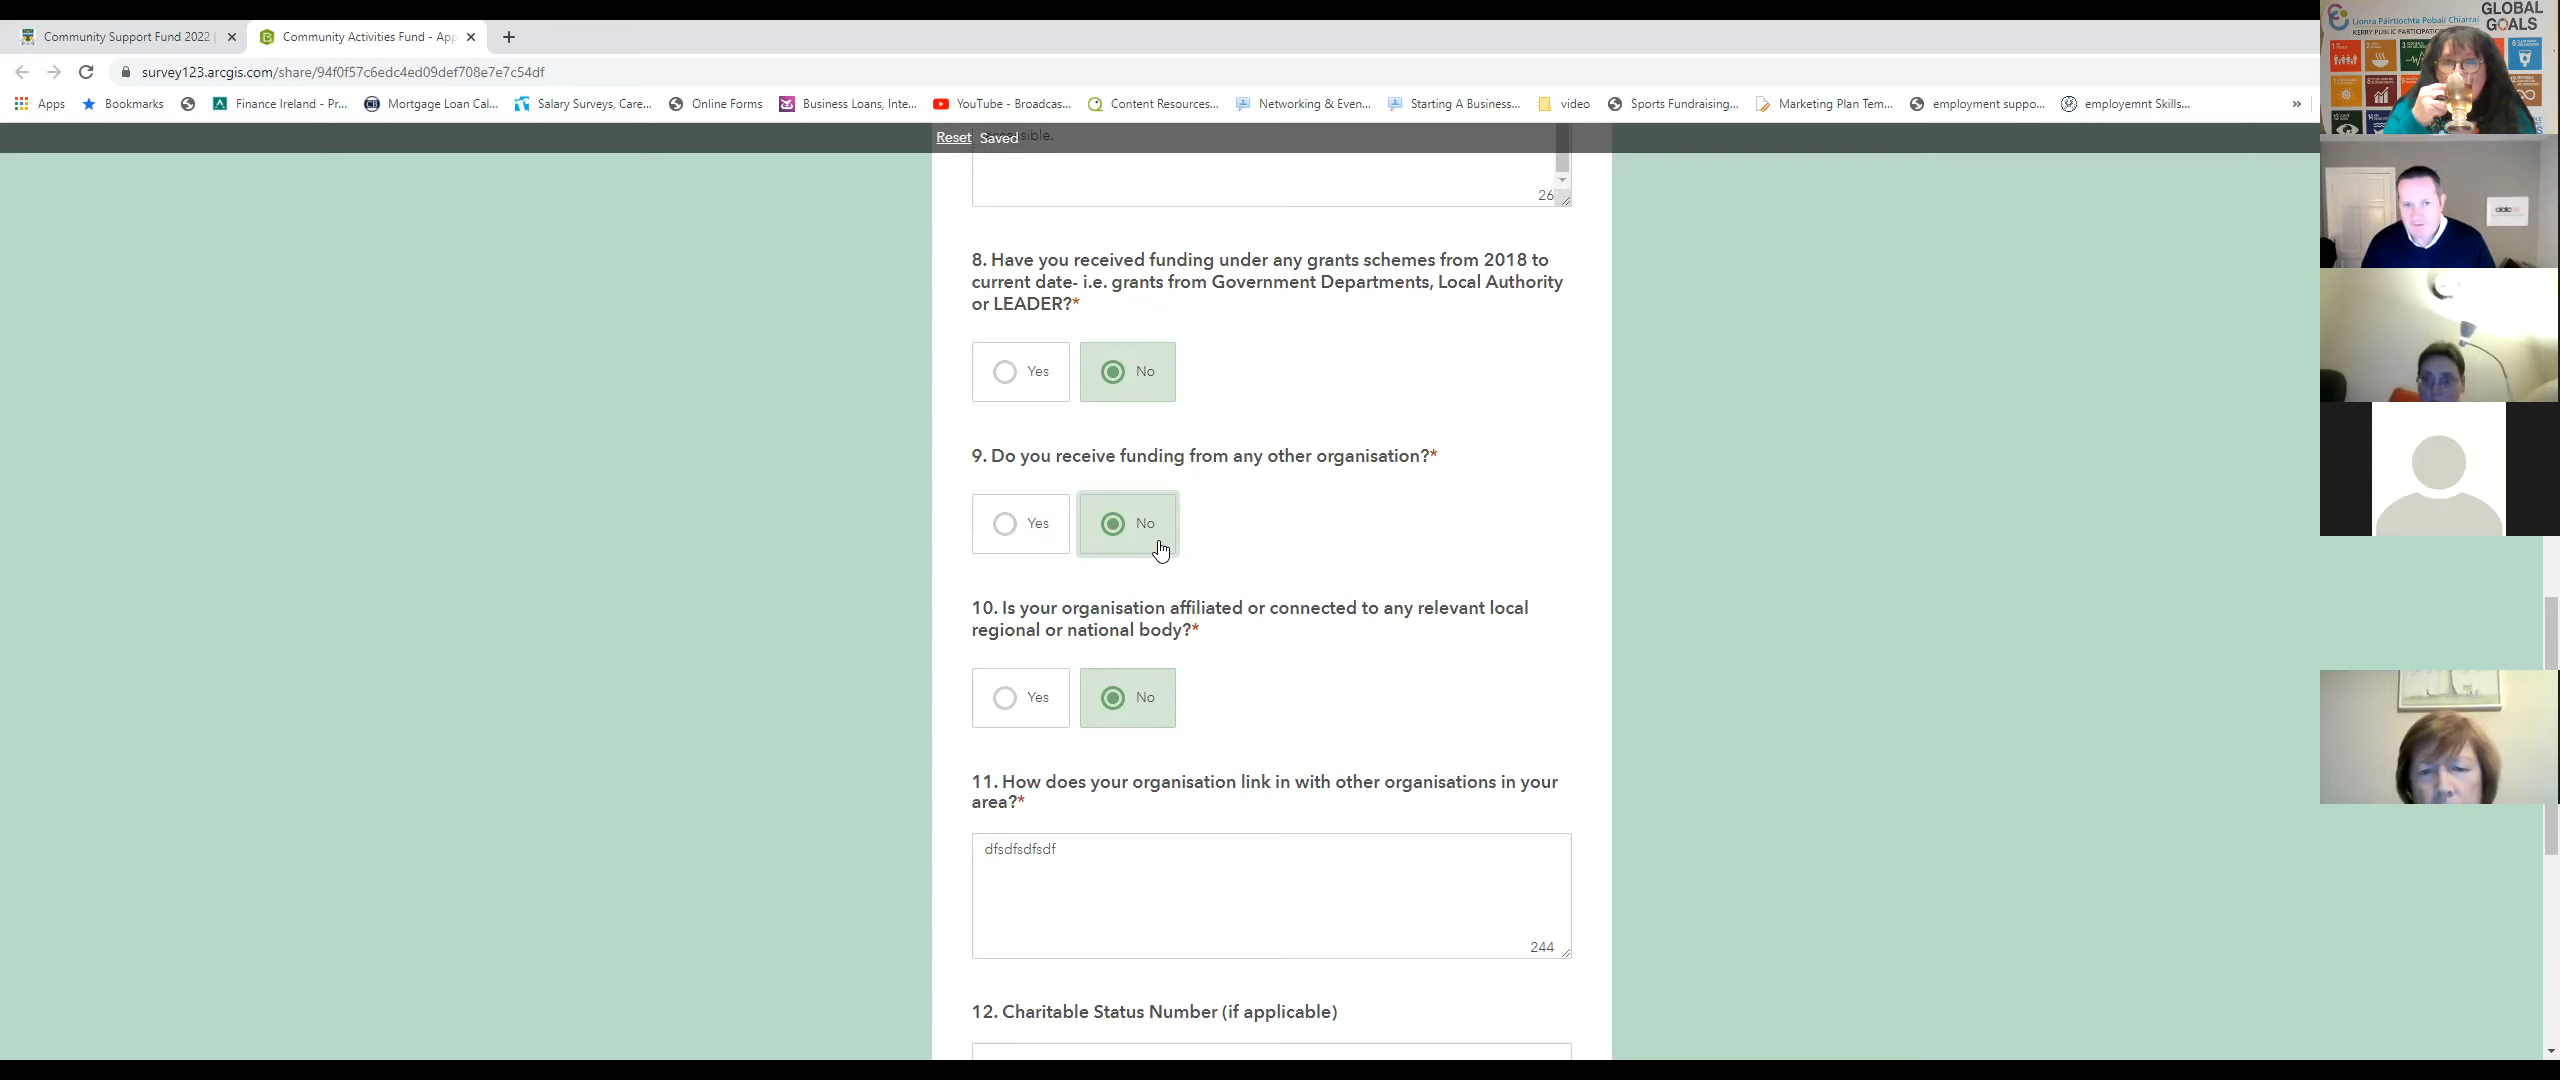 Community Support Fund 2022 |
Community Activities Fund - App
survey123.arcgis.com/share/94f0f57c6edc4ed09def708e7e7c54df
Apps
Bookmarks
Finance Ireland - Pr...
Mortgage Loan Cal...
Salary Surveys, Care...
Online Forms
Business Loans, Inte...
YouTube - Broadcas...
Content Resources...
Networking & Even...
Starting A Business...
video
Sports Fundraising...
Marketing Plan Tem...
employment suppo...
employemnt Skills...
»
Reset Saved
26
8. Have you received funding under any grants schemes from 2018 to
current date- i.e. grants from Government Departments, Local Authority
or LEADER?*
Yes
No
9. Do you receive funding from any other organisation?*
Yes
No
10. Is your organisation affiliated or connected to any relevant local
regional or national body?*
Yes
No
11. How does your organisation link in with other organisations in your
area?*
dfsdfsdfsdf
244
12. Charitable Status Number (if applicable)
GLOBAL
GOALS
Líonra Páirtíochta Pobail Chiarraí
KERRY PUBLIC